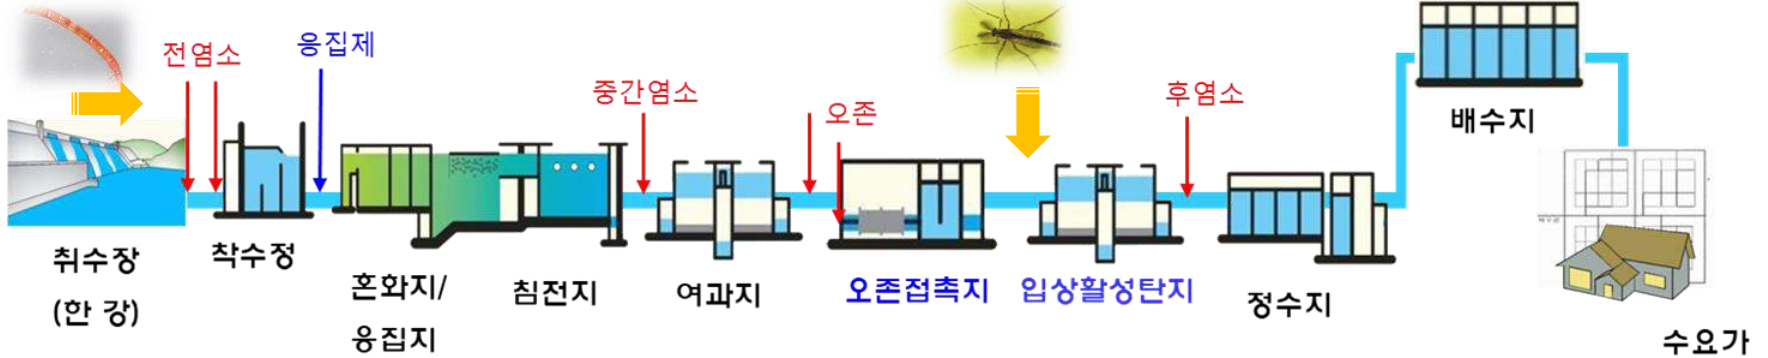 전염소
응집제
중간염소
오존
후염소
배수지
취수장
(한 강)
착수정
혼화지/
응집지
침전지
여과지
오존접촉지
입상활성탄지
정수지
수요가